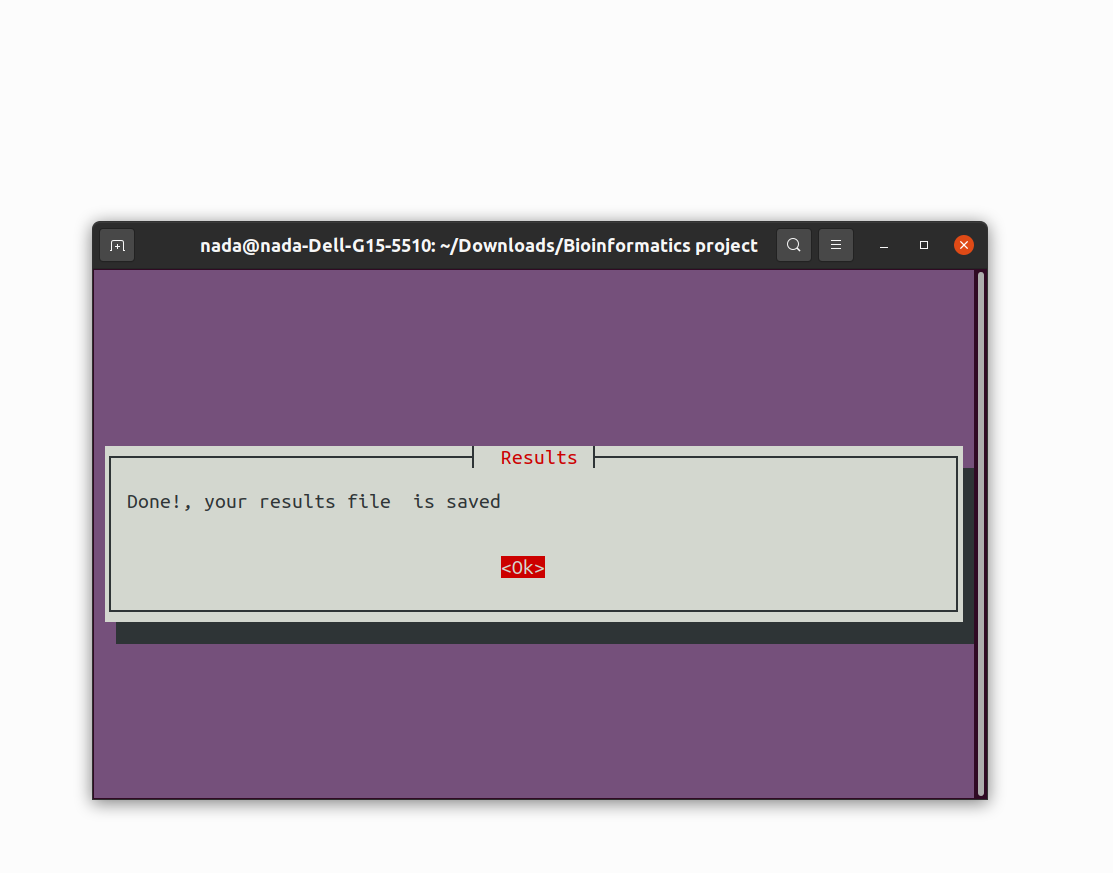 nada@nada-Dell-G15-5510: ~/Downloads/Bioinformatics project
Results
Done!, your results file  is saved
<Ok>